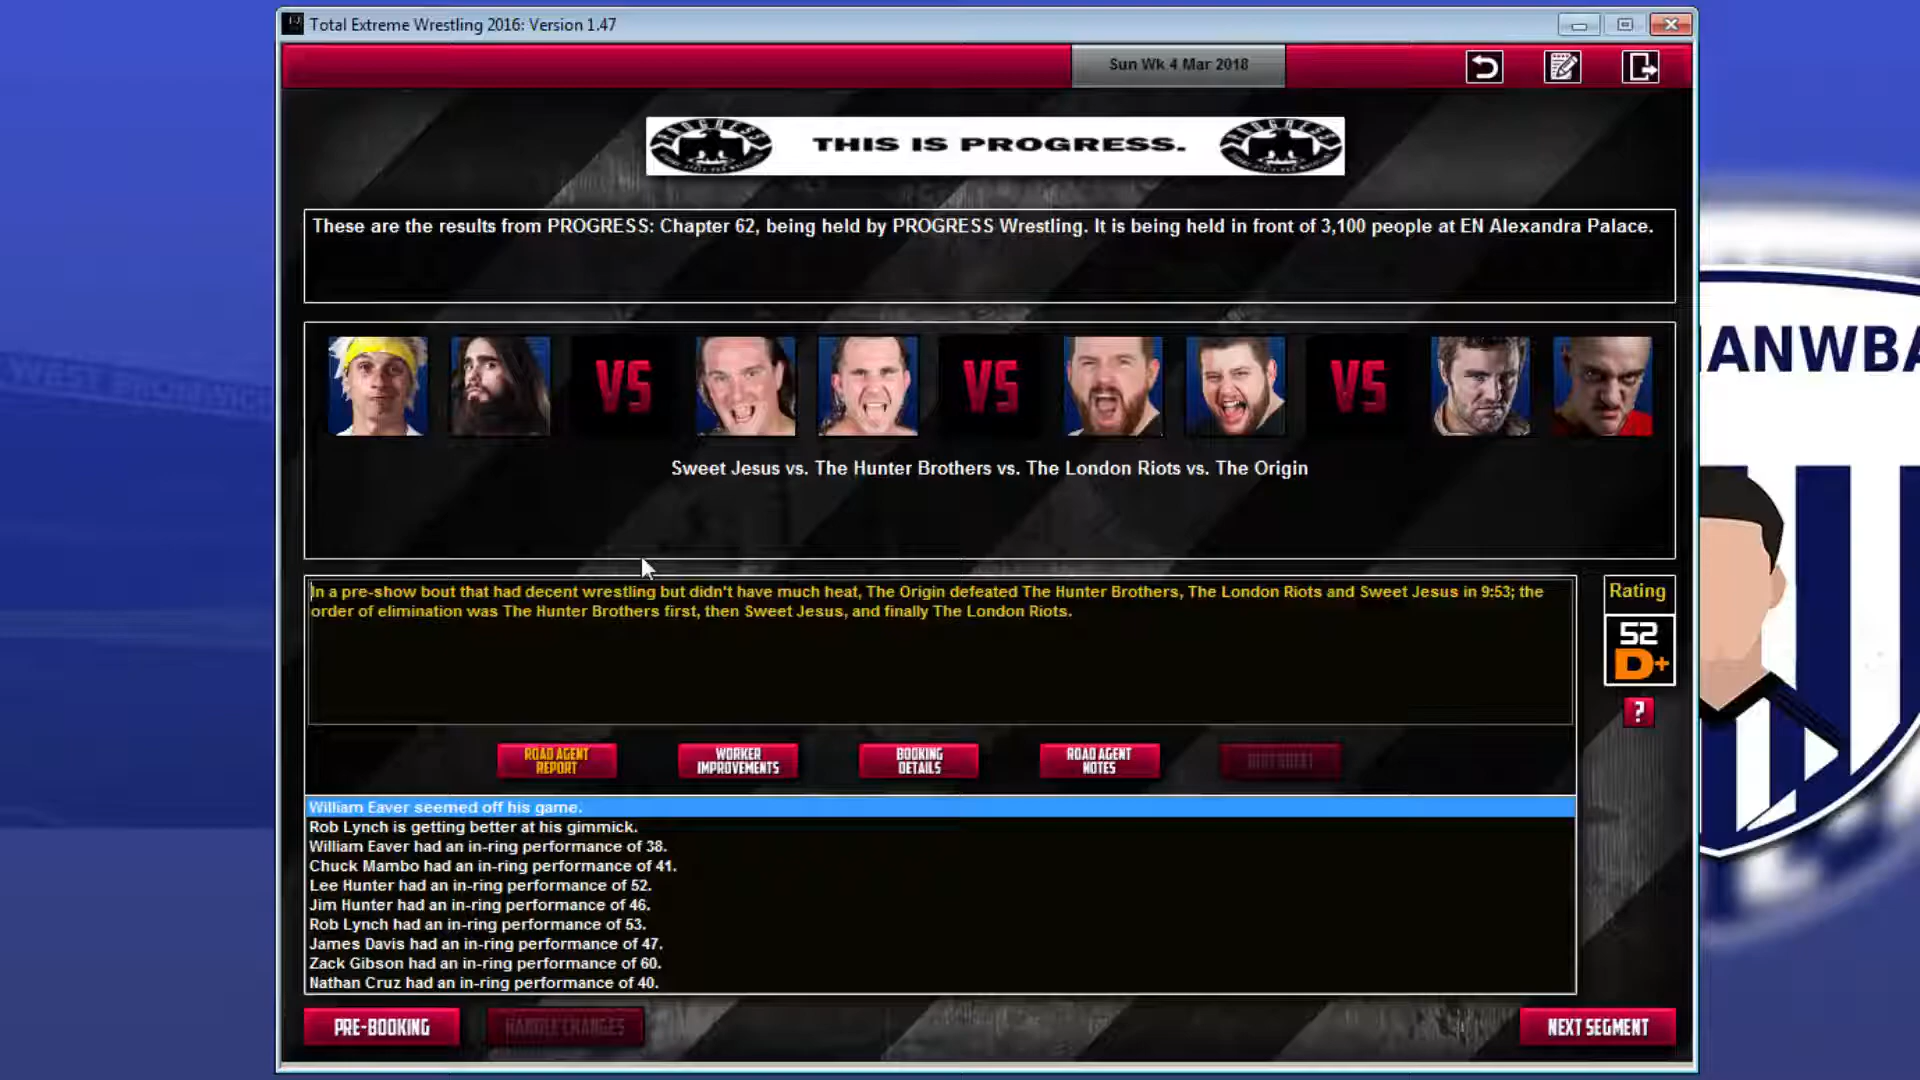 Total Extreme Wrestling 2016: Version 1.47
Sun Wk 4 Mar 2018
PROGRESS THIS IS PROGRESS. PROGRESS
These are the results from PROGRESS: Chapter 62, being held by PROGRESS Wrestling. It is being held in front of 3,100 people at EN Alexandra Palace.
VS VS VS
IANWBA
WEST BROMWICH
Sweet Jesus vs. The Hunter Brothers vs. The London Riots vs. The Origin
In a pre-show bout that had decent wrestling but didn't have much heat, The Origin defeated The Hunter Brothers, The London Riots and Sweet Jesus in 9:53; the
order of elimination was The Hunter Brothers first, then Sweet Jesus, and finally The London Riots.
Rating
52
D+
?
ROAD AGENT
REPORT
WORKER
IMPROVEMENTS
BOOKING
DETAILS
ROAD AGENT
NOTES
DIRT SHEET
William Eaver seemed off his game.
Rob Lynch is getting better at his gimmick.
William Eaver had an in-ring performance of 38.
Chuck Mambo had an in-ring performance of 41.
Lee Hunter had an in-ring performance of 52.
Jim Hunter had an in-ring performance of 46.
Rob Lynch had an in-ring performance of 53.
James Davis had an in-ring performance of 47.
Zack Gibson had an in-ring performance of 60.
Nathan Cruz had an in-ring performance of 40.
PRE-BOOKING
HANDLE CHANGES
NEXT SEGMENT